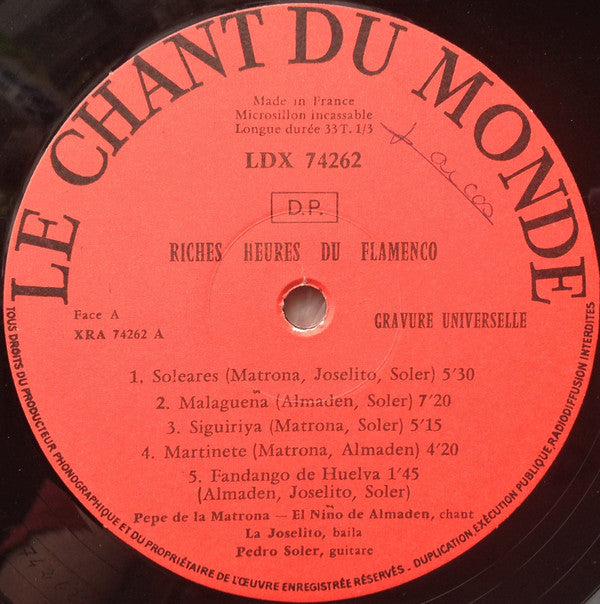 LE CHANT DU MONDE
Made in France
Microsillon incassable
Longue durée 33 T. 1/3
LDX 74262
D.P.
RICHES HEURES DU FLAMENCO
Face A
XRA 74262 A
GRAVURE UNIVERSELLE
1. Soleares (Matrona, Joselito, Soler) 5'30
2. Malagueña (Almaden, Soler) 7'20
3. Siguiriya (Matrona, Soler) 5'15
4. Martinete (Matrona, Almaden) 4'20
5. Fandango de Huelva 1'45
(Almaden, Joselito, Soler)
Pepe de la Matrona — El Niño de Almaden, chant
La Joselito, baila
Pedro Soler, guitare
TOUS DROITS DU PRODUCTEUR PHONOGRAPHIQUE ET DU PROPRIÉTAIRE DE L'ŒUVRE ENREGISTRÉE RÉSERVÉS - DUPLICATION EXÉCUTION PUBLIQUE, RADIODIFFUSION INTERDITES